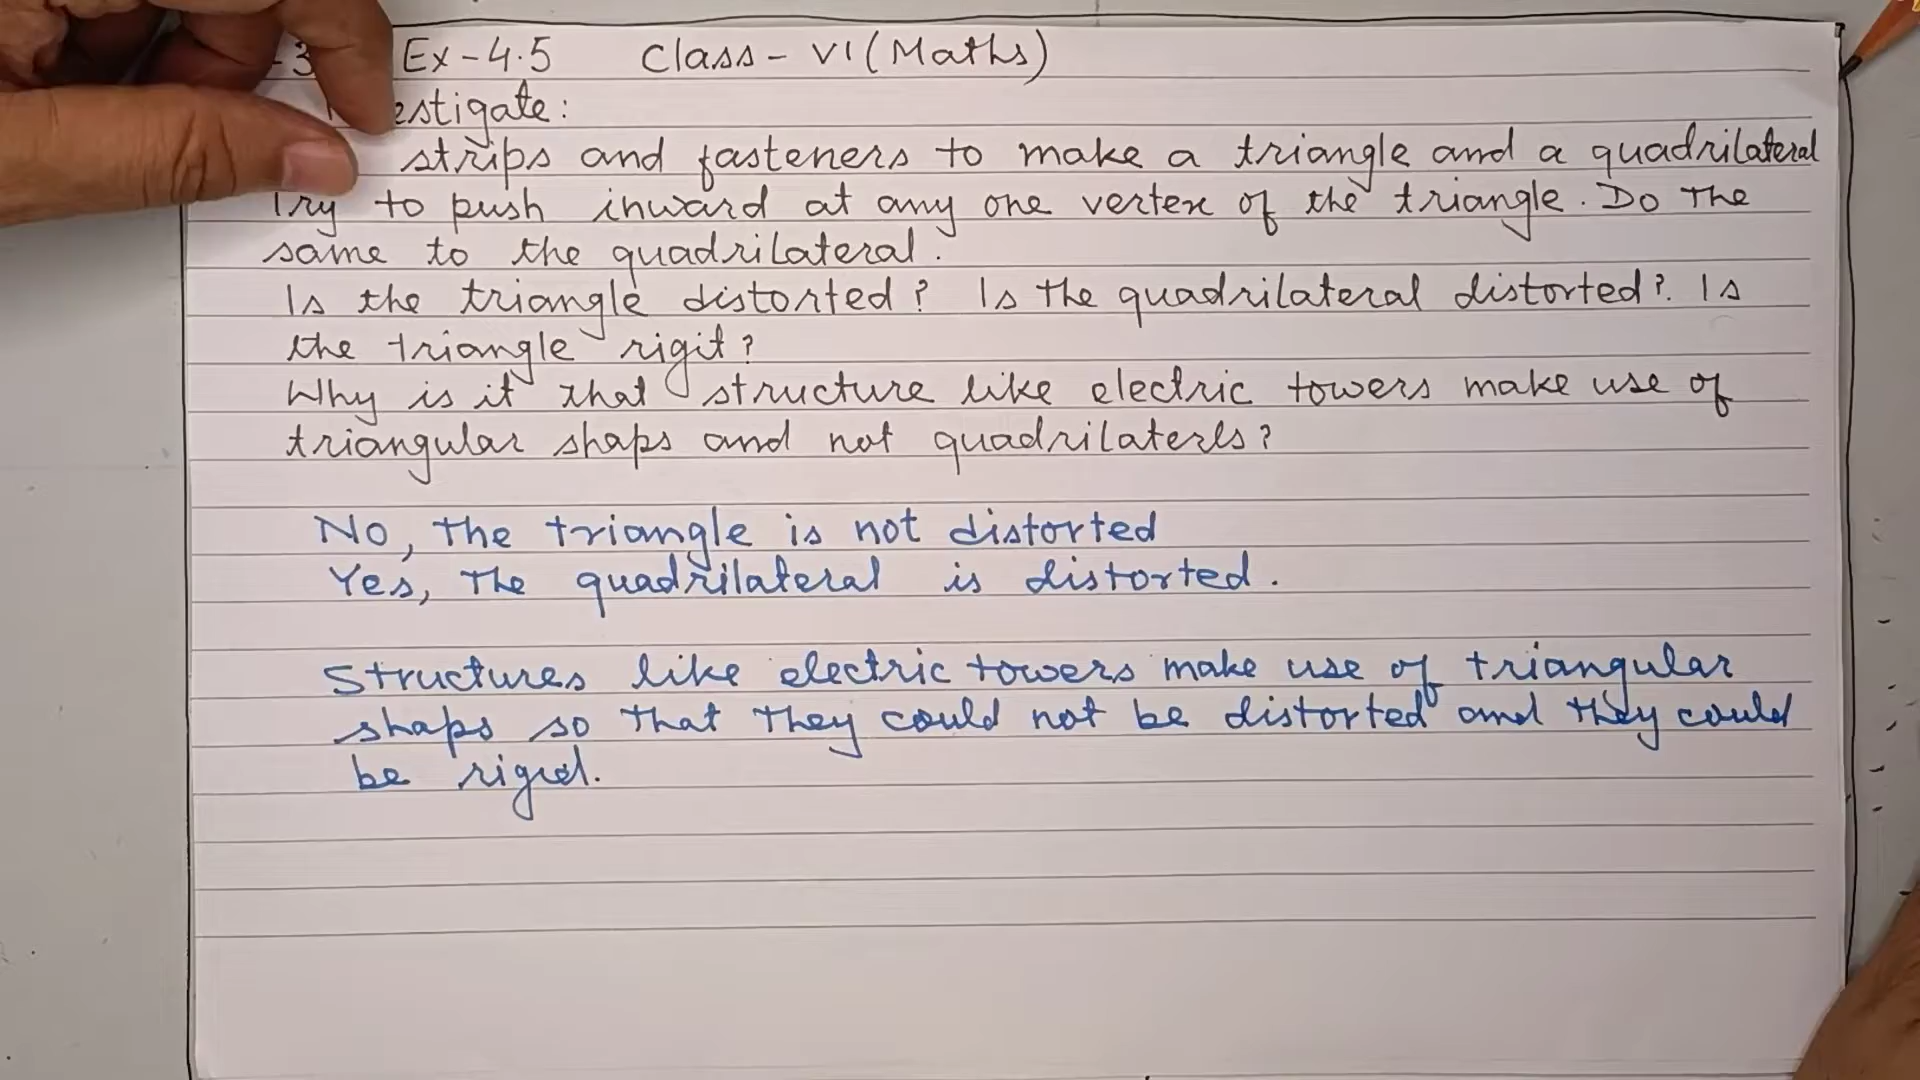 -3 Ex-4.5 Class-VI (Maths)
estigate:
strips and fasteners to make a triangle and a quadrilateral
Try to push inward at any one vertex of the triangle. Do the
same to the quadrilateral.
Is the triangle distorted? Is the quadrilateral distorted?. Is
the triangle rigit?
Why is it that structure like electric towers make use of
triangular shaps and not quadrilaterls?
No, the triangle is not distorted
Yes, The quadrilateral is distorted.
Structures like electric towers make use of triangular
shaps so that they could not be distorted and they could
be rigid.